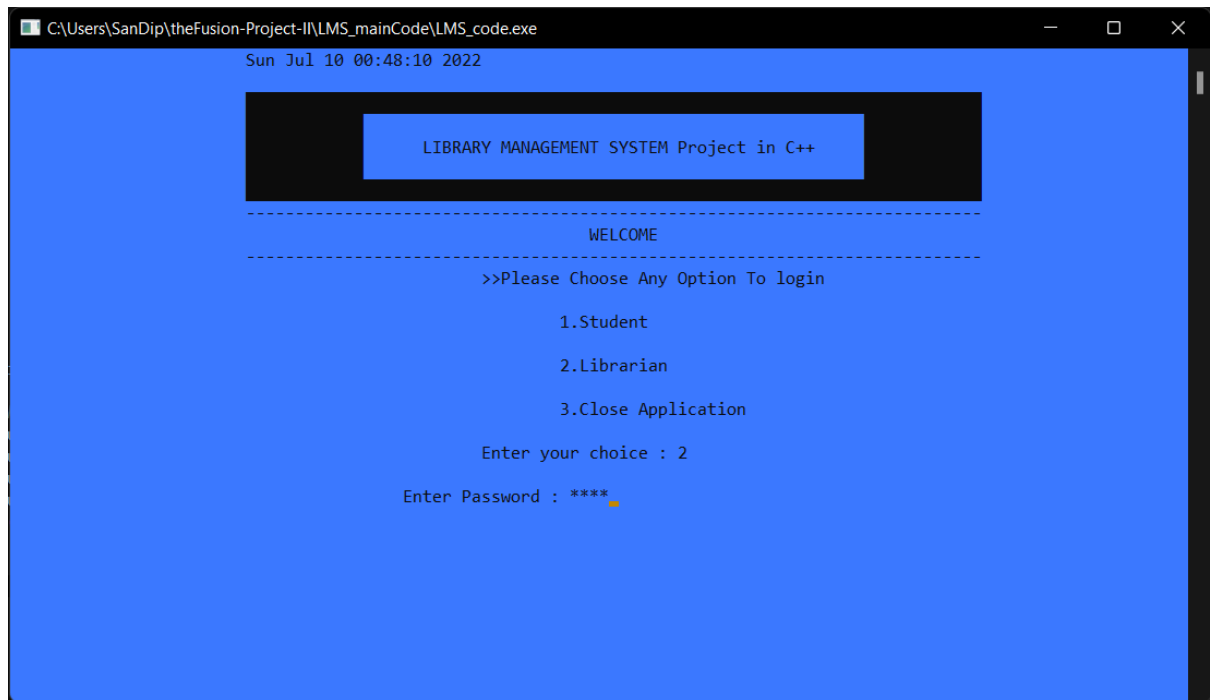 C:\Users\SanDip\theFusion-Project-II\LMS_mainCode\LMS_code.exe
Sun Jul 10 00:48:10 2022
LIBRARY MANAGEMENT SYSTEM Project in C++
---------------------------------------------------------------------------
WELCOME
---------------------------------------------------------------------------
>>Please Choose Any Option To login
1.Student
2.Librarian
3.Close Application
Enter your choice : 2
Enter Password : ****